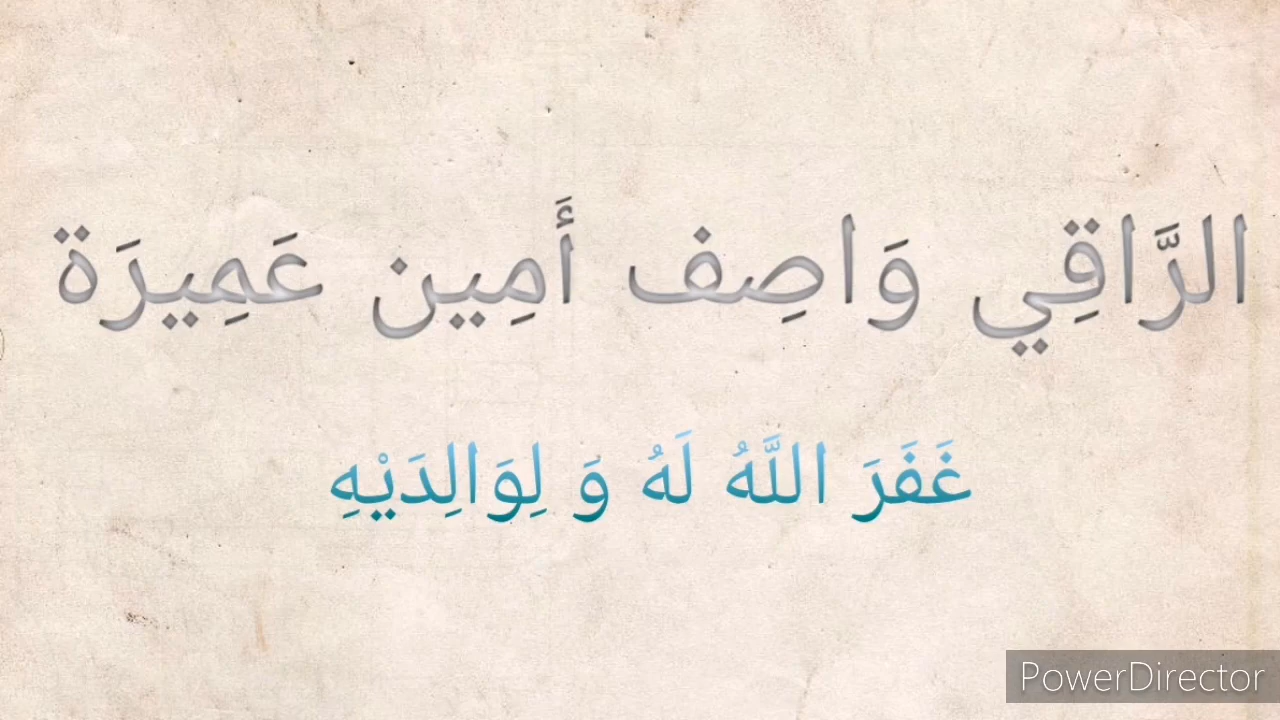 الرَّاقِي وَاصِف أَمِين عَمِيرَة
غَفَرَ اللَّهُ لَهُ وَ لِوَالِدَيْهِ
PowerDirector